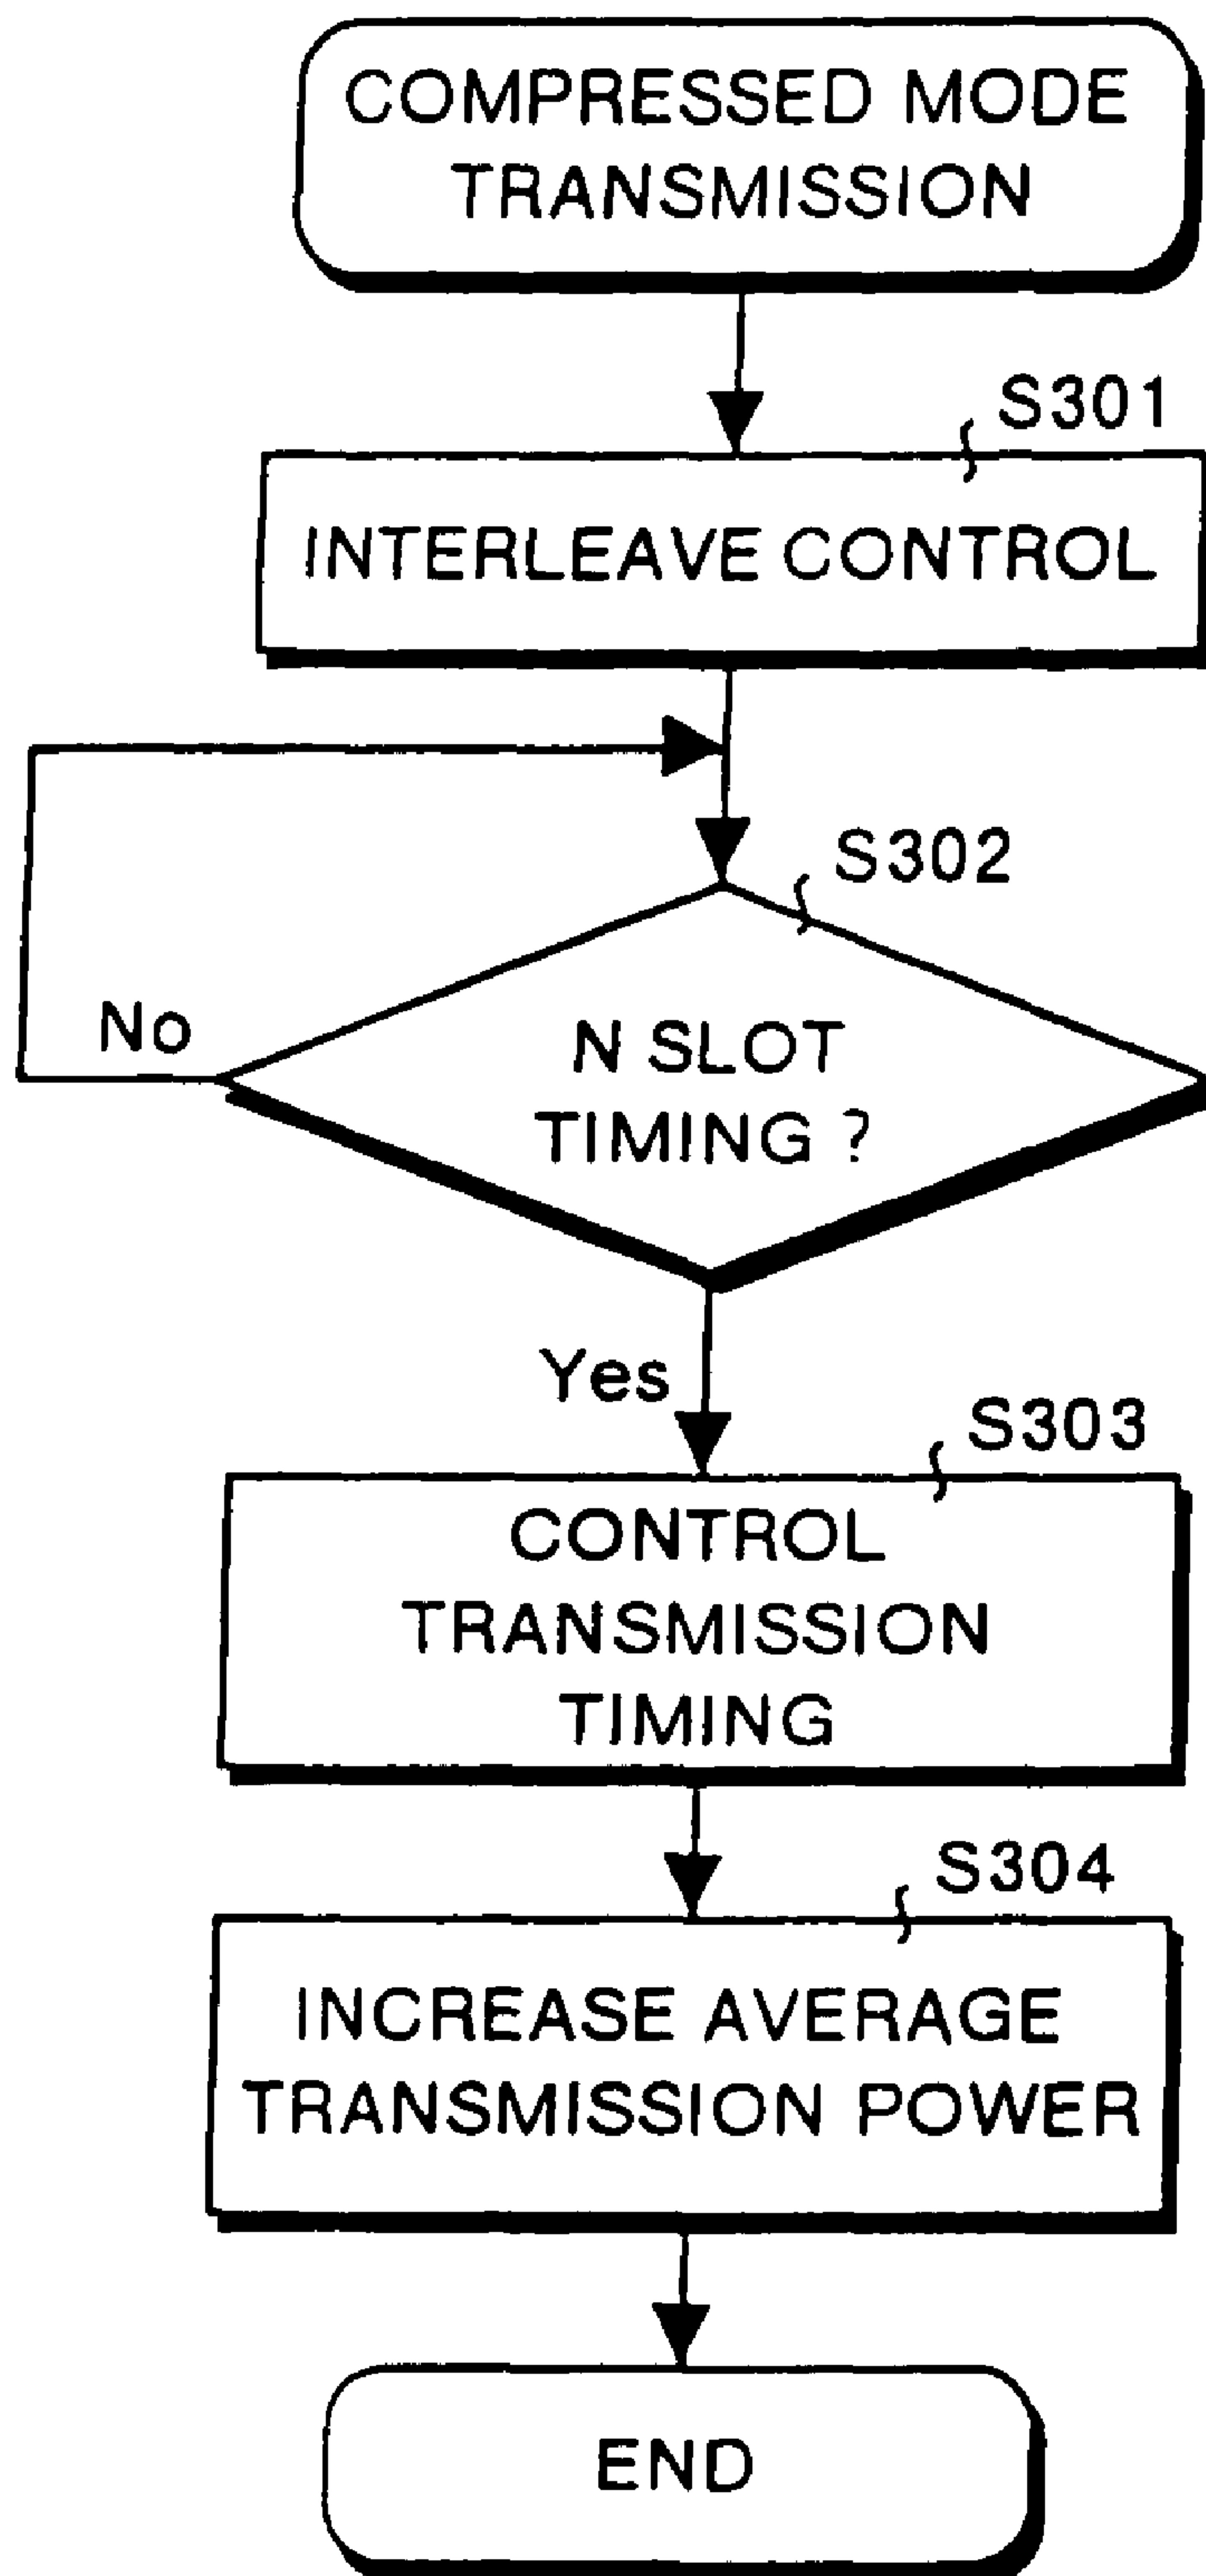 COMPRESSED MODE
TRANSMISSION
S301
INTERLEAVE CONTROL
S302
No
N SLOT
TIMING ?
Yes
S303
CONTROL
TRANSMISSION
TIMING
S304
INCREASE AVERAGE
TRANSMISSION POWER
END